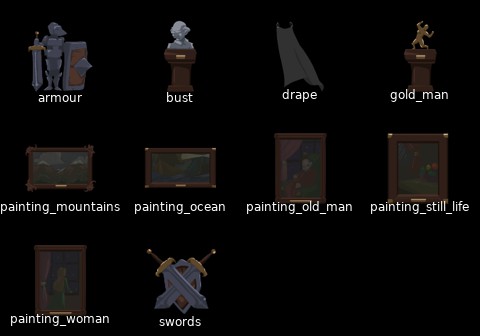 armour
bust
drape
gold_man
painting_mountains
painting_ocean
painting_old_man
painting_still_life
painting_woman
swords